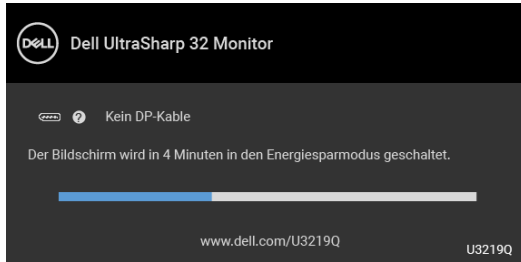 DELL Dell UltraSharp 32 Monitor
Kein DP-Kable
Der Bildschirm wird in 4 Minuten in den Energiesparmodus geschaltet.
www.dell.com/U3219Q
U3219Q